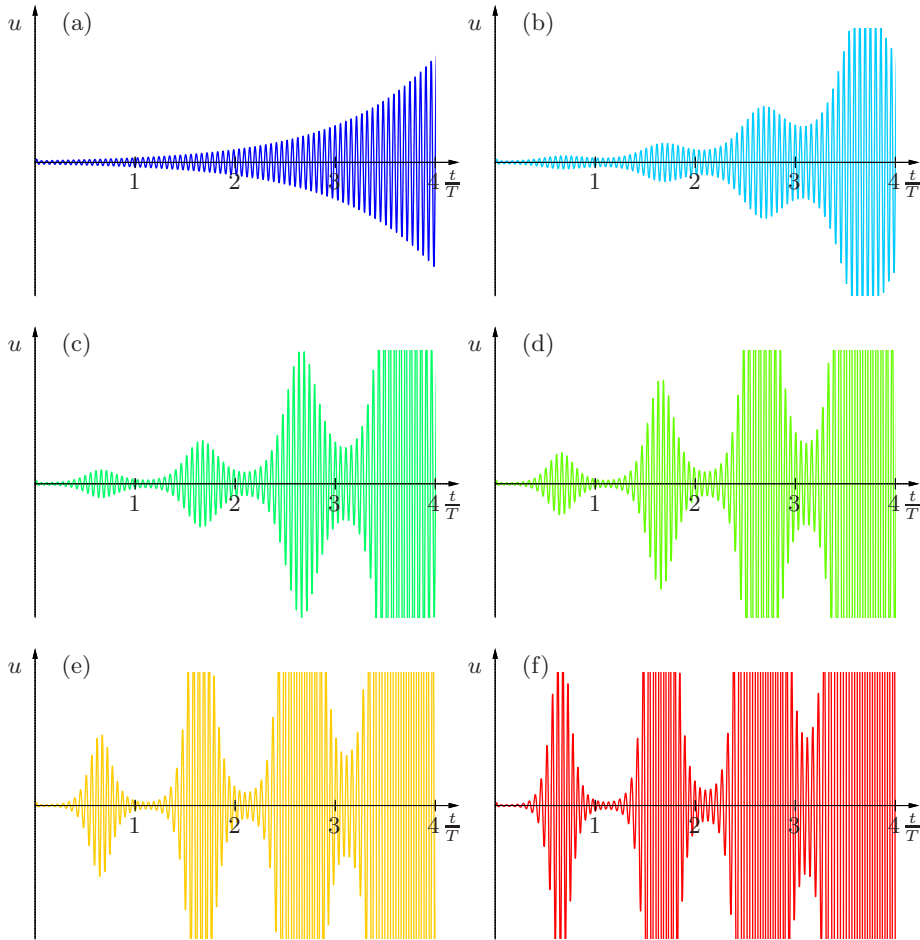 u (a) u (b)
1 2 3 4 t/T 1 2 3 4 t/T
u (c) u (d)
1 2 3 4 t/T 1 2 3 4 t/T
u (e) u (f)
1 2 3 4 t/T 1 2 3 4 t/T